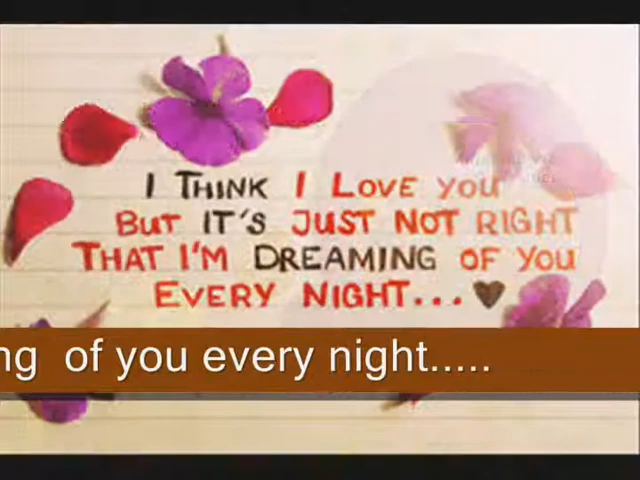 I THINK I LOVE YOU
BUT IT'S JUST NOT RIGHT
THAT I'M DREAMING OF YOU
EVERY NIGHT...
ng of you every night.....